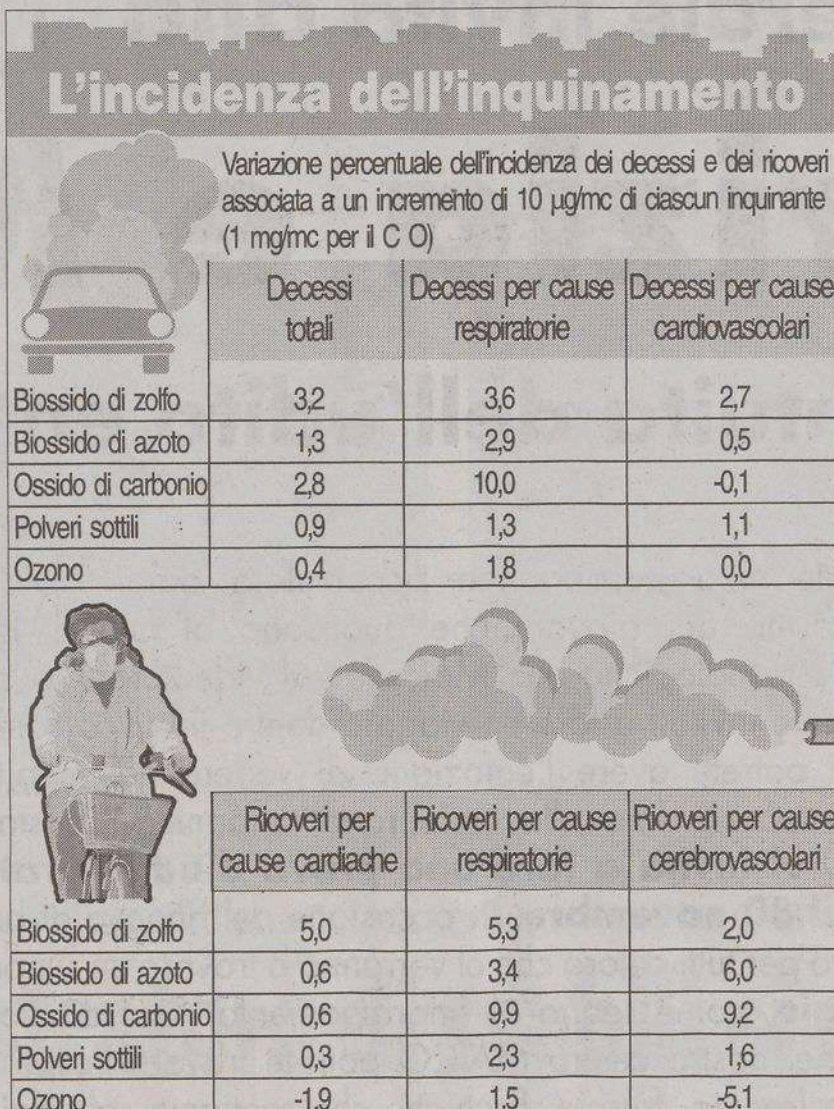 L'incidenza dell'inquinamento
Variazione percentuale dell'incidenza dei decessi e dei ricoveri
associata a un incremento di 10 µg/mc di ciascun inquinante
(1 mg/mc per il C O)
Decessi totali Decessi per cause respiratorie Decessi per cause cardiovascolari
Biossido di zolfo 3,2 3,6 2,7
Biossido di azoto 1,3 2,9 0,5
Ossido di carbonio 2,8 10,0 -0,1
Polveri sottili 0,9 1,3 1,1
Ozono 0,4 1,8 0,0
Ricoveri per cause cardiache Ricoveri per cause respiratorie Ricoveri per cause cerebrovascolari
Biossido di zolfo 5,0 5,3 2,0
Biossido di azoto 0,6 3,4 6,0
Ossido di carbonio 0,6 9,9 9,2
Polveri sottili 0,3 2,3 1,6
Ozono -1,9 1,5 -5,1